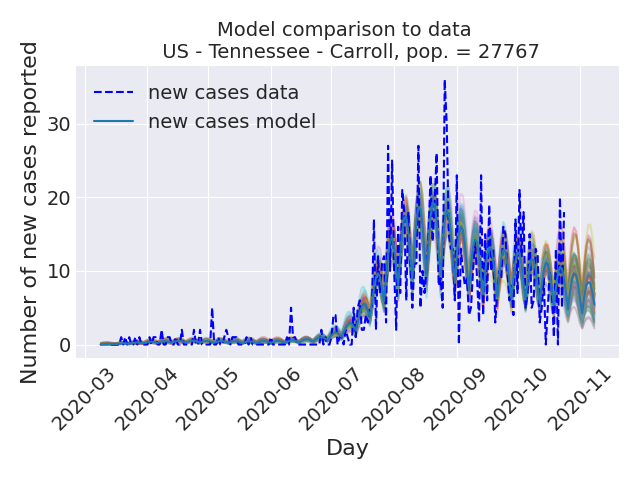 Model comparison to data
US - Tennessee - Carroll, pop. = 27767
Number of new cases reported
new cases data
new cases model
30
20
10
0
2020-03
2020-04
2020-05
2020-06
2020-07
2020-08
2020-09
2020-10
2020-11
Day